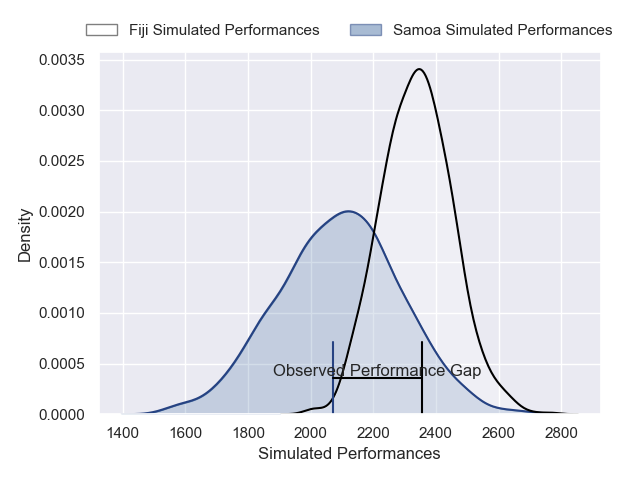 Fiji Simulated Performances
Samoa Simulated Performances
0.0035
0.0030
0.0025
0.0020
0.0015
0.0010
0.0005
0.0000
Density
Observed Performance Gap
1400 1600 1800 2000 2200 2400 2600 2800
Simulated Performances